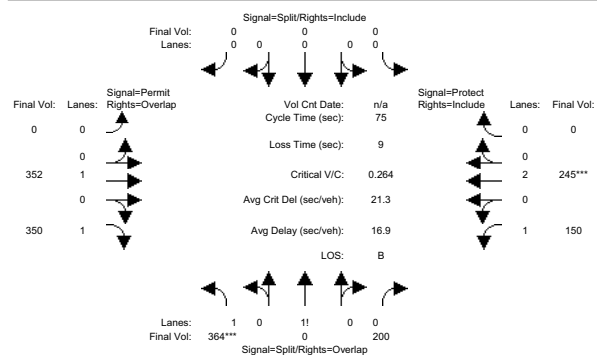 Signal=Split/Rights=Include
Final Vol: 0 0 0
Lanes: 0 0 0 0 0
Signal=Permit
Final Vol: Lanes: Rights=Overlap
Vol Cnt Date: n/a
Signal=Protect
Rights=Include Lanes: Final Vol:
Cycle Time (sec): 75
0 0
0 0
Loss Time (sec): 9
0
0
352 1
Critical V/C: 0.264
2 245***
0
Avg Crit Del (sec/veh): 21.3
0
350 1
Avg Delay (sec/veh): 16.9
1 150
LOS: B
Lanes: 1 0 1! 0 0
Final Vol: 364*** 0 200
Signal=Split/Rights=Overlap